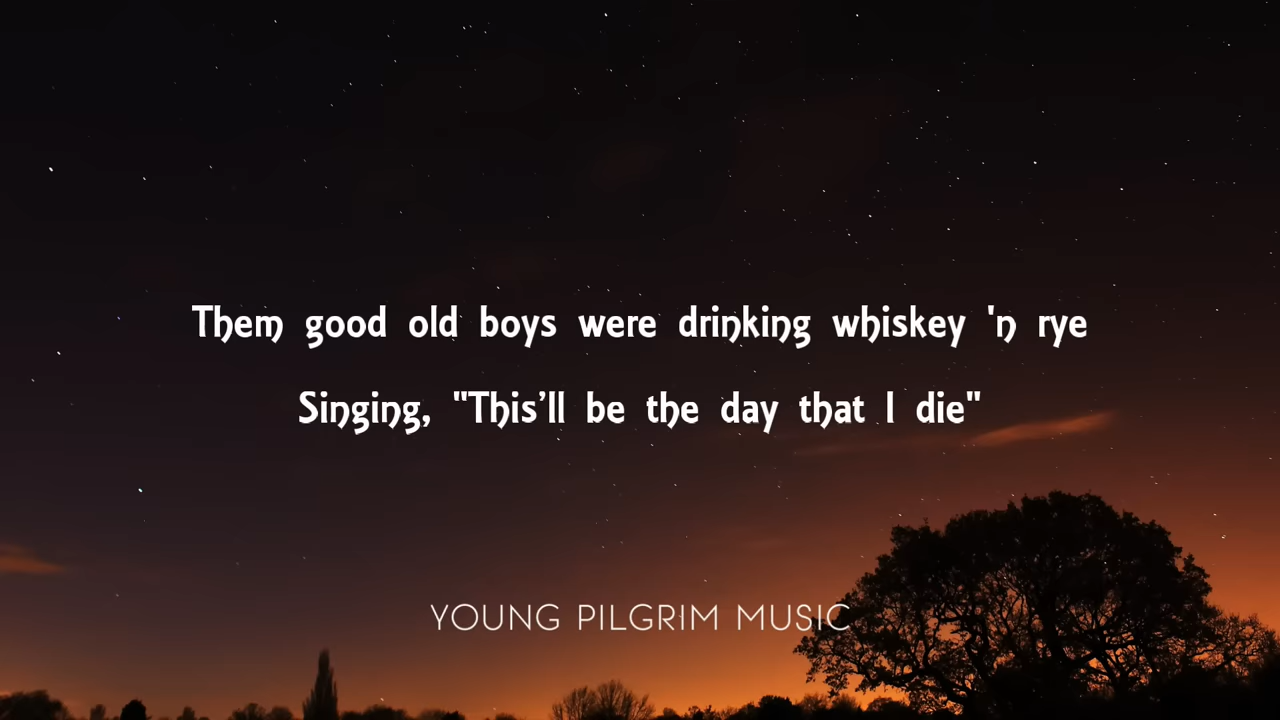 Them good old boys were drinking whiskey 'n rye
Singing, "This’ll be the day that I die"
YOUNG PILGRIM MUSIC